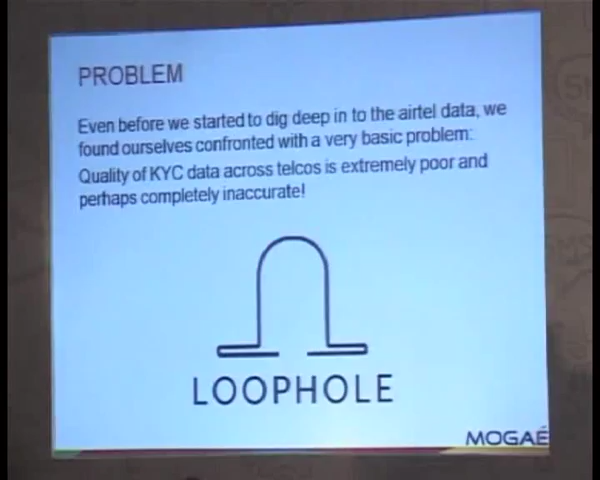 PROBLEM
Even before we started to dig deep in to the airtel data, we
found ourselves confronted with a very basic problem:
Quality of KYC data across telcos is extremely poor and
perhaps completely inaccurate!
LOOPHOLE
MOGAÉ